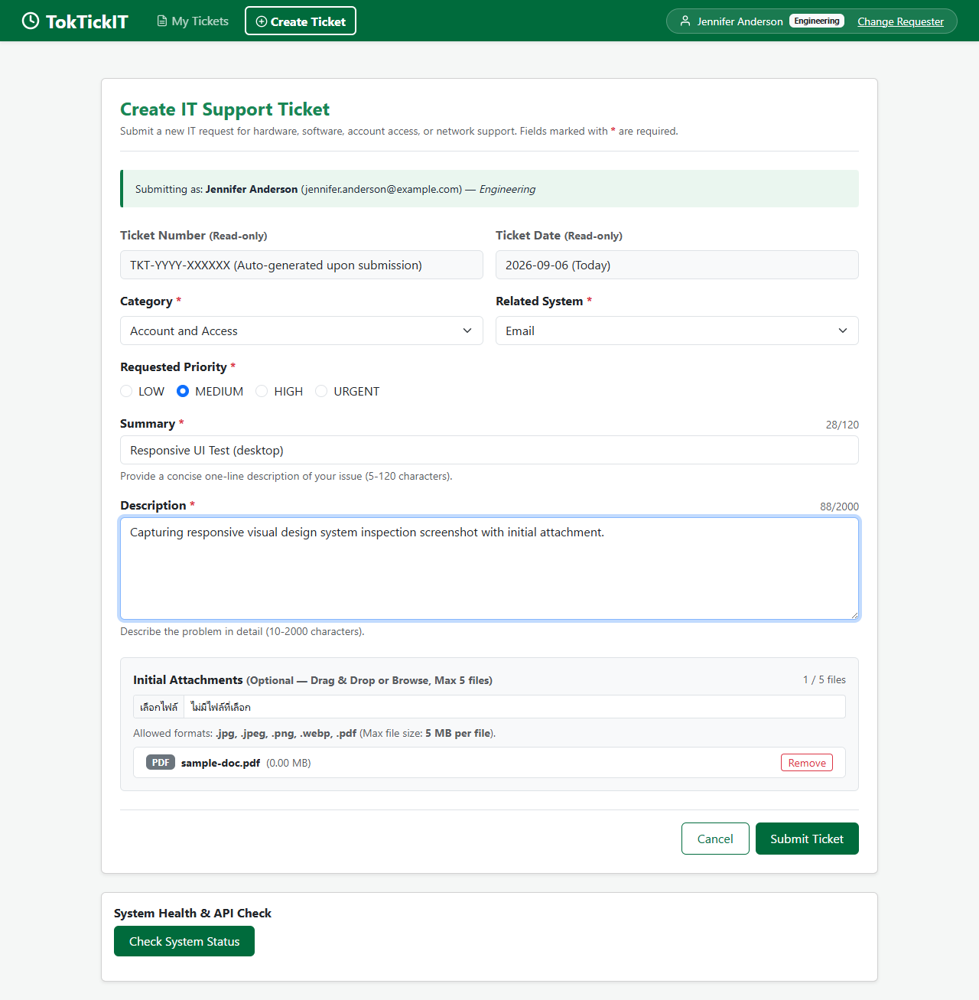 TokTickIT
My Tickets
Create Ticket
Jennifer Anderson
Engineering
Change Requester
Create IT Support Ticket
Submit a new IT request for hardware, software, account access, or network support. Fields marked with * are required.
Submitting as: Jennifer Anderson (jennifer.anderson@example.com) — Engineering
Ticket Number (Read-only)
Ticket Date (Read-only)
TKT-YYYY-XXXXXX (Auto-generated upon submission)
2026-09-06 (Today)
Category *
Related System *
Account and Access
Email
Requested Priority *
LOW
MEDIUM
HIGH
URGENT
Summary *
28/120
Responsive UI Test (desktop)
Provide a concise one-line description of your issue (5-120 characters).
Description *
88/2000
Capturing responsive visual design system inspection screenshot with initial attachment.
Describe the problem in detail (10-2000 characters).
Initial Attachments (Optional — Drag & Drop or Browse, Max 5 files)
1 / 5 files
เลือกไฟล์
ไม่มีไฟล์ที่เลือก
Allowed formats: .jpg, .jpeg, .png, .webp, .pdf (Max file size: 5 MB per file).
PDF
sample-doc.pdf (0.00 MB)
Remove
Cancel
Submit Ticket
System Health & API Check
Check System Status